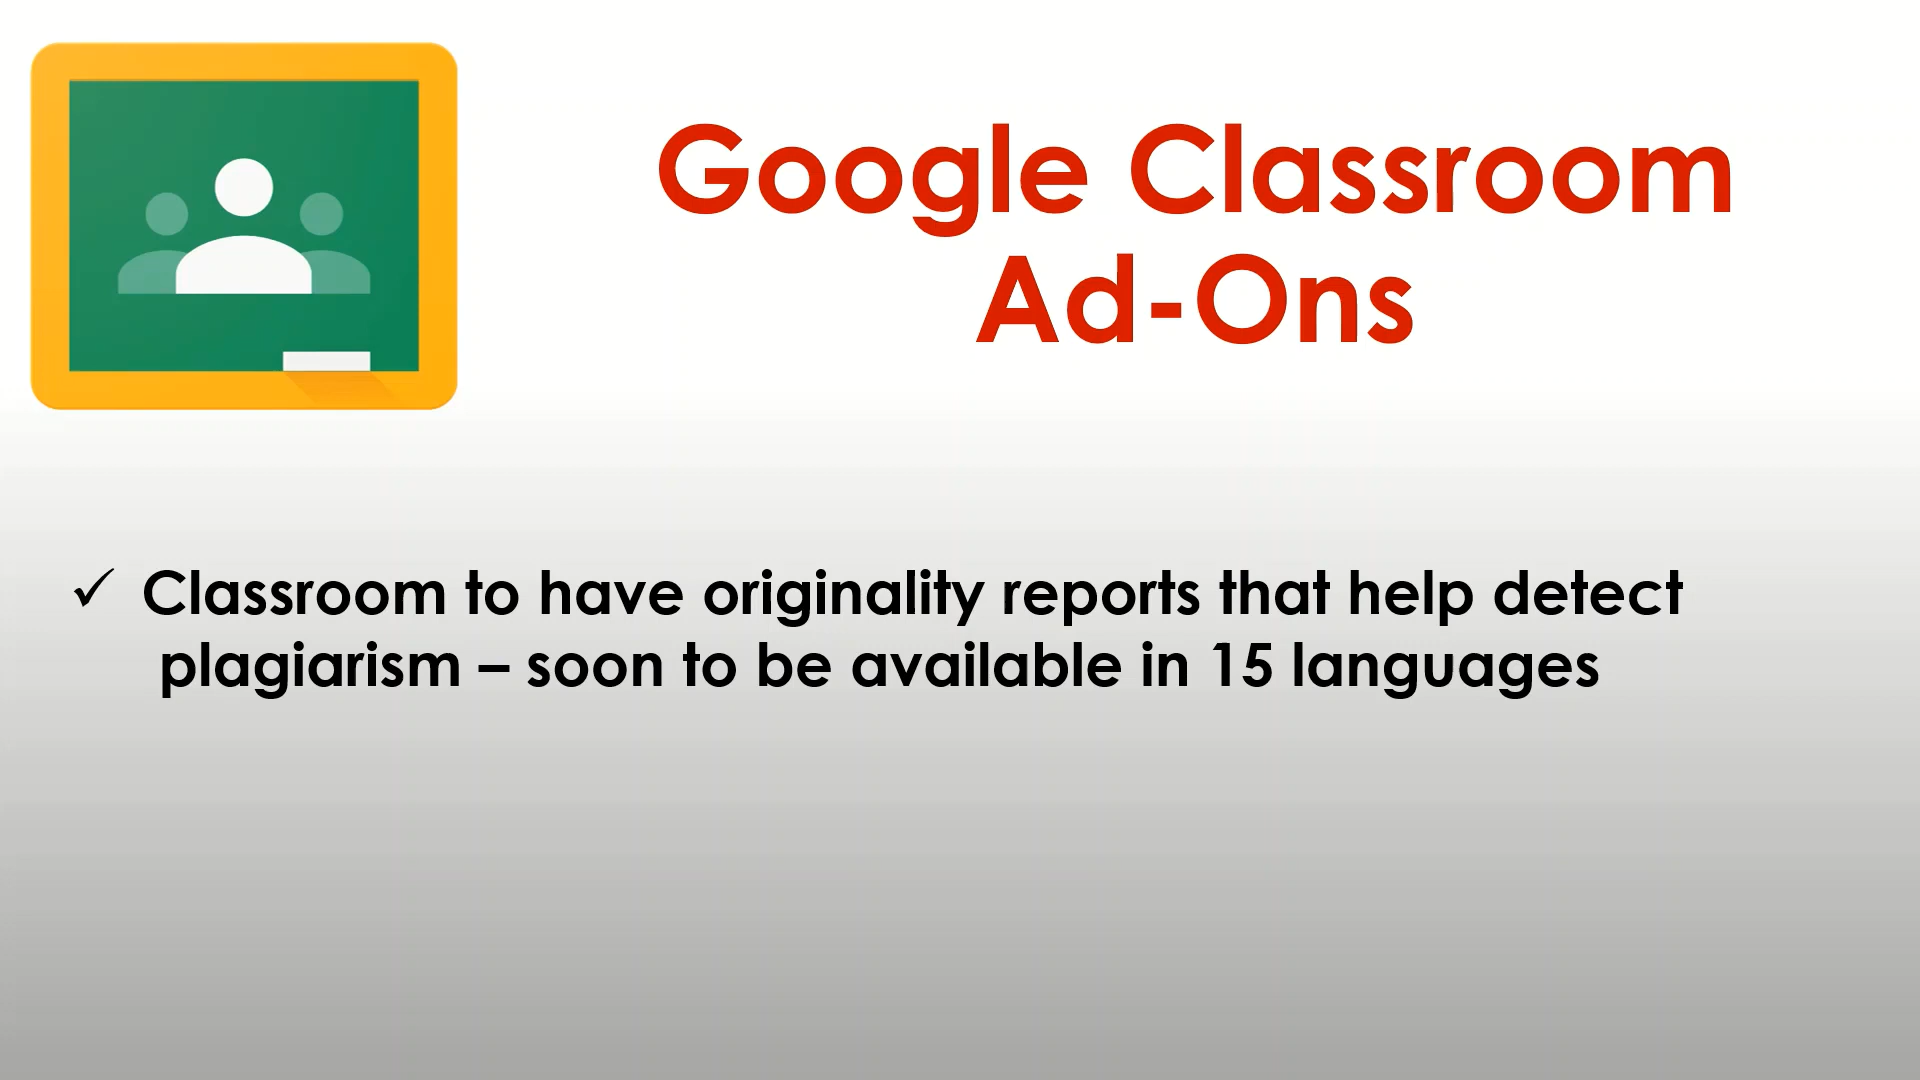 Google Classroom
Ad-Ons
✓ Classroom to have originality reports that help detect
plagiarism – soon to be available in 15 languages